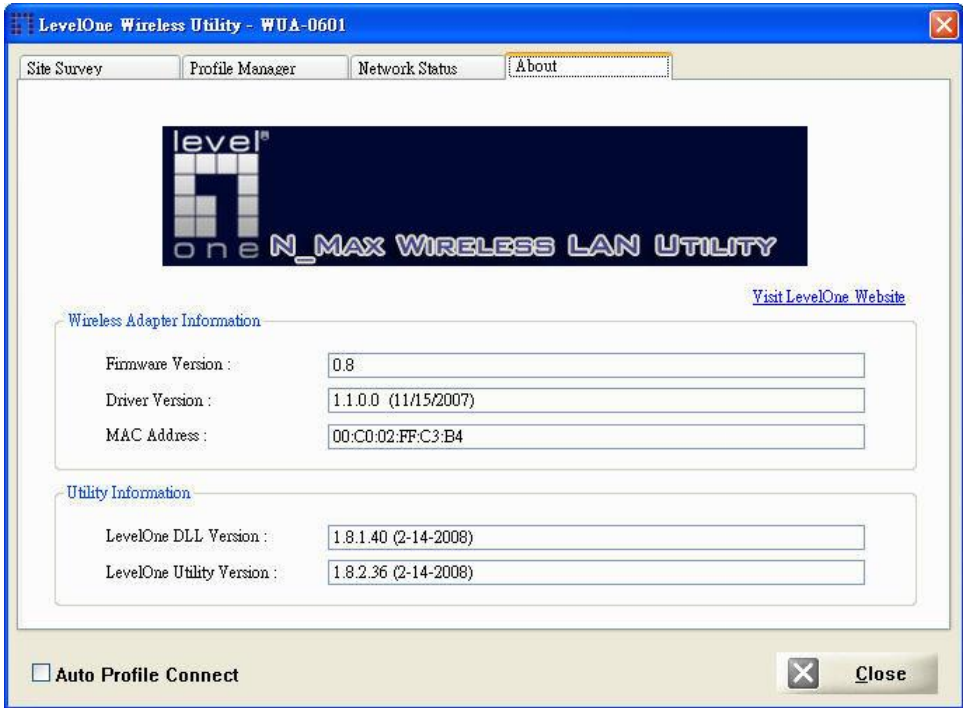 LevelOne Wireless Utility - WUA-0601
Site Survey Profile Manager Network Status About
level®
one N_Max Wireless LAN Utility
Visit LevelOne Website
Wireless Adapter Information
Firmware Version : 0.8
Driver Version : 1.1.0.0 (11/15/2007)
MAC Address : 00:C0:02:FF:C3:B4
Utility Information
LevelOne DLL Version : 1.8.1.40 (2-14-2008)
LevelOne Utility Version : 1.8.2.36 (2-14-2008)
Auto Profile Connect Close